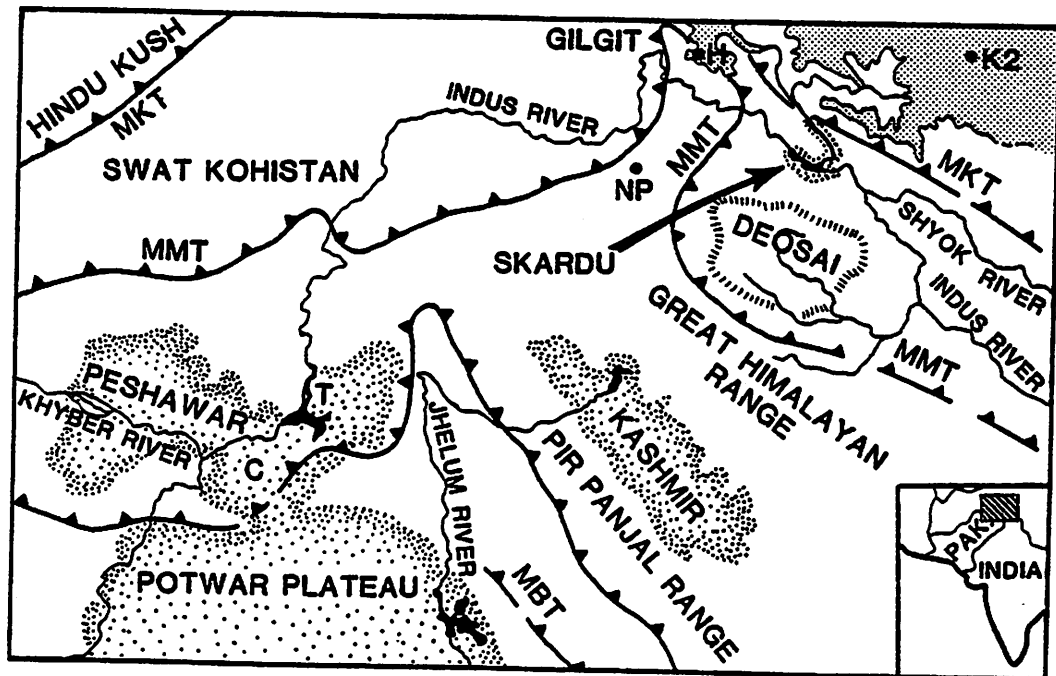 GILGIT
H
K2
HINDU KUSH
MKT
INDUS RIVER
SWAT KOHISTAN
NP
MMT
MKT
MMT
SKARDU
DEOSAI
SHYOK RIVER
INDUS RIVER
GREAT HIMALAYAN
RANGE
MMT
PESHAWAR
KHYBER RIVER
T
C
JHELUM RIVER
KASHMIR
PIR PANJAL RANGE
POTWAR PLATEAU
MBT
PAK
INDIA